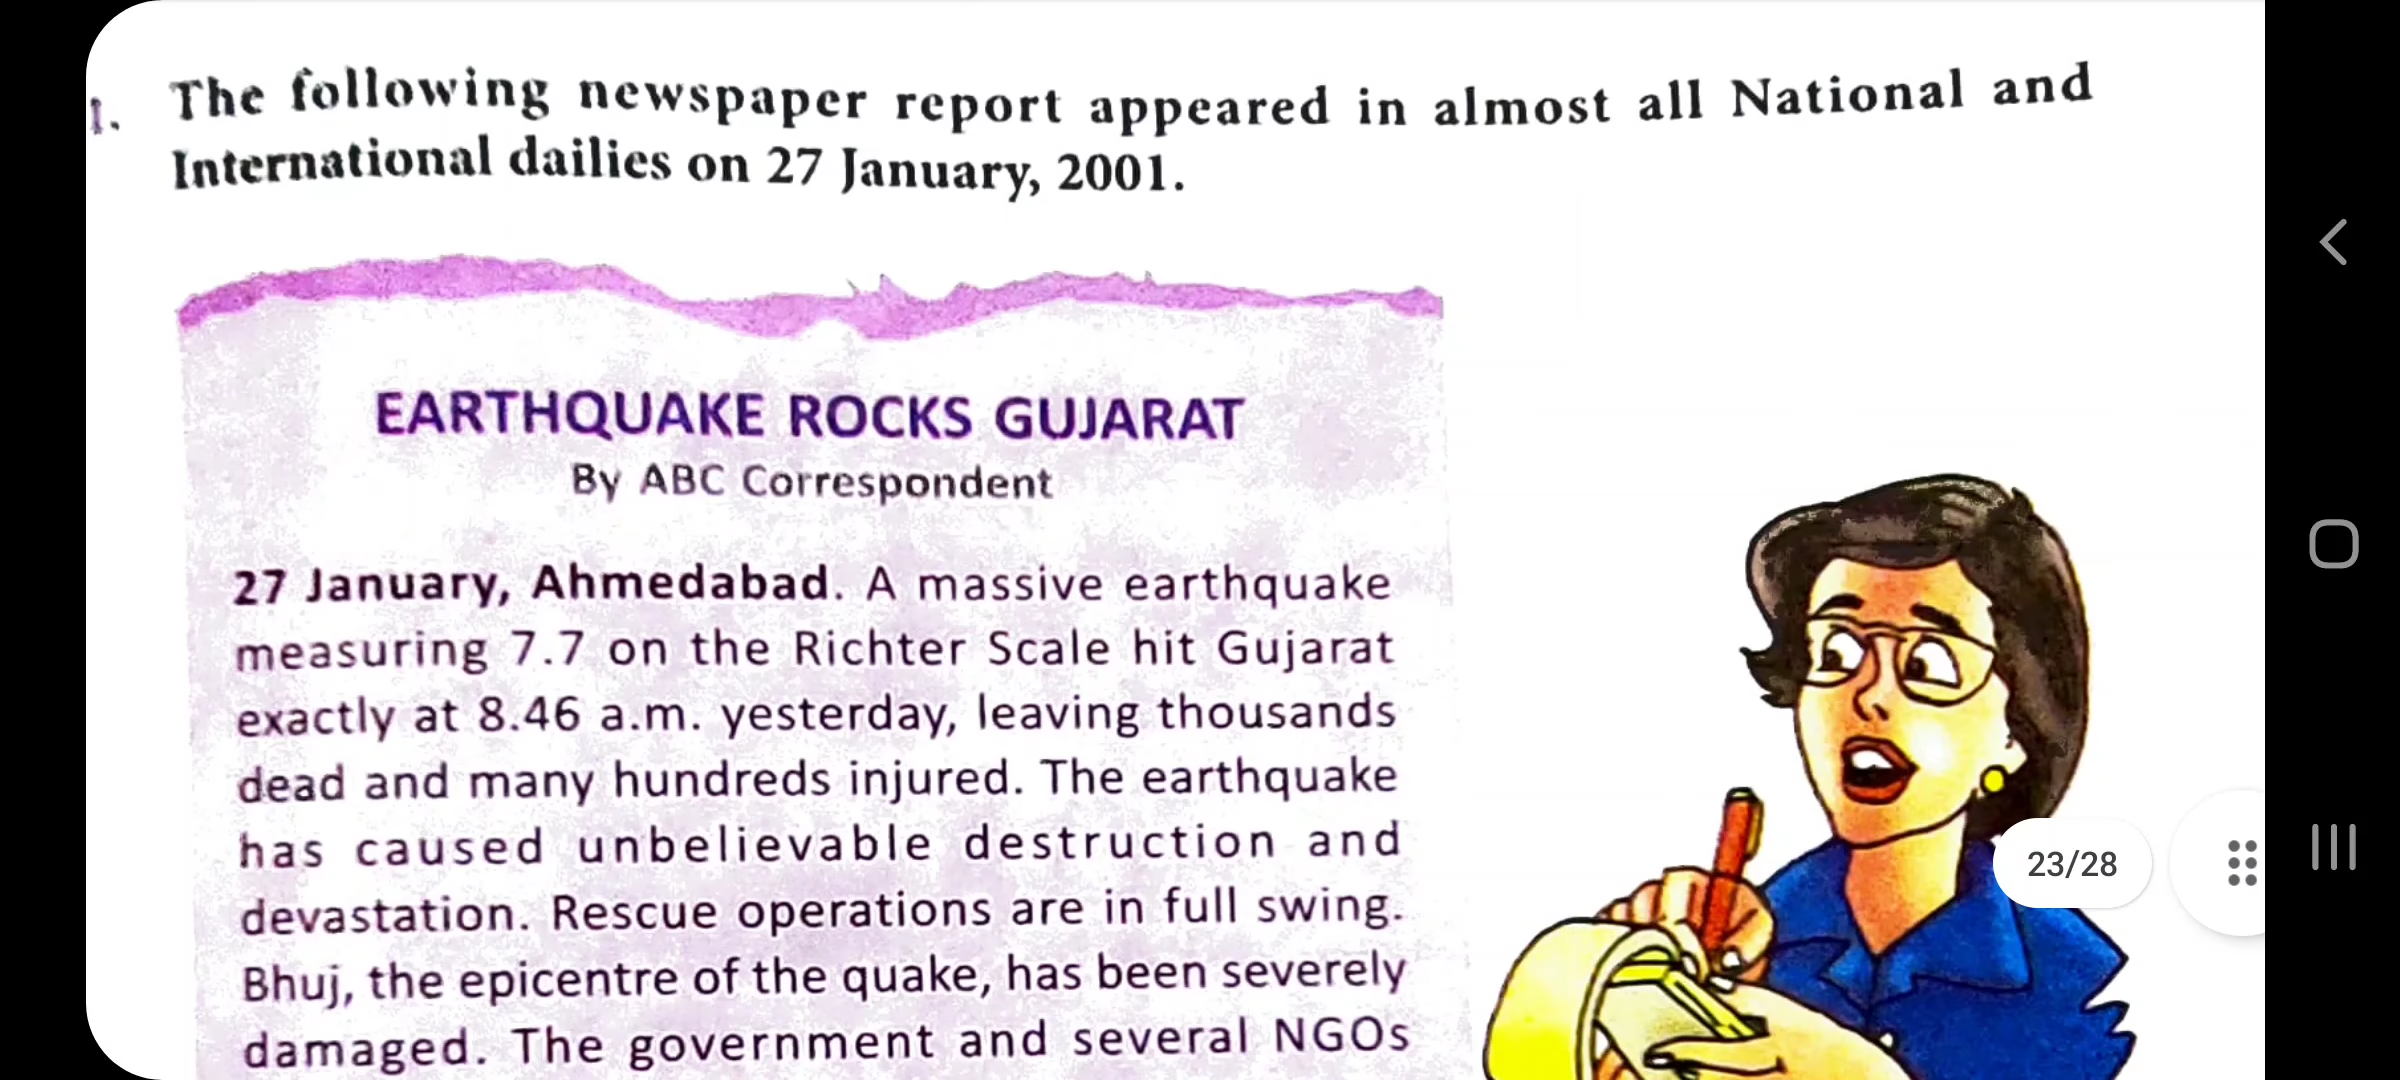 1. The following newspaper report appeared in almost all National and
International dailies on 27 January, 2001.
EARTHQUAKE ROCKS GUJARAT
By ABC Correspondent
27 January, Ahmedabad. A massive earthquake
measuring 7.7 on the Richter Scale hit Gujarat
exactly at 8.46 a.m. yesterday, leaving thousands
dead and many hundreds injured. The earthquake
has caused unbelievable destruction and
devastation. Rescue operations are in full swing.
Bhuj, the epicentre of the quake, has been severely
damaged. The government and several NGOs
23/28